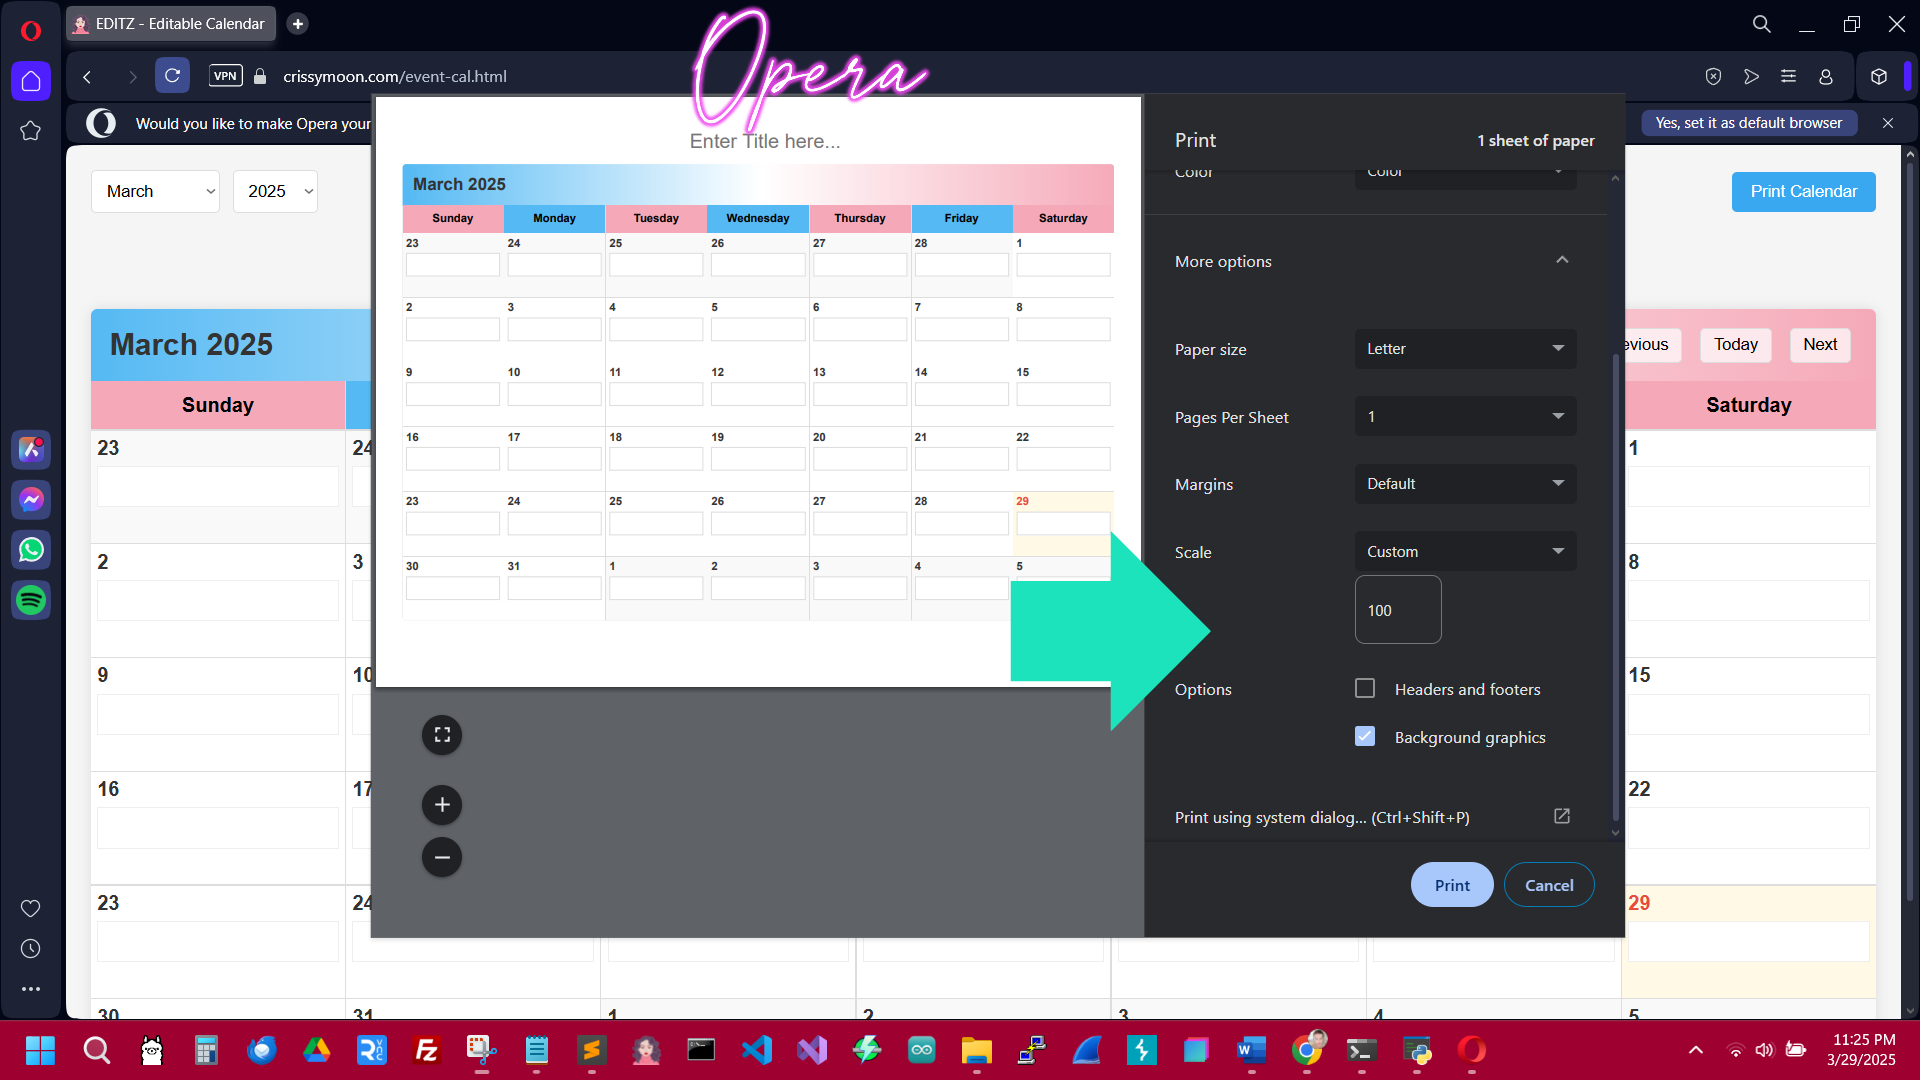 EDITZ - Editable Calendar
Opera
VPN
crissymoon.com/event-cal.html
Would you like to make Opera your
Yes, set it as default browser
March
2025
Print Calendar
March 2025
Today
Next
Sunday
Saturday
23
24
1
2
3
8
9
10
15
16
17
22
23
24
29
30
31
1
2
3
4
5
Enter Title here...
March 2025
Sunday Monday Tuesday Wednesday Thursday Friday Saturday
23 24 25 26 27 28 1
2 3 4 5 6 7 8
9 10 11 12 13 14 15
16 17 18 19 20 21 22
23 24 25 26 27 28 29
30 31 1 2 3 4 5
Print
1 sheet of paper
Color Color
More options
Paper size Letter
Pages Per Sheet 1
Margins Default
Scale Custom
100
Options Headers and footers
Background graphics
Print using system dialog... (Ctrl+Shift+P)
Print Cancel
11:25 PM
3/29/2025